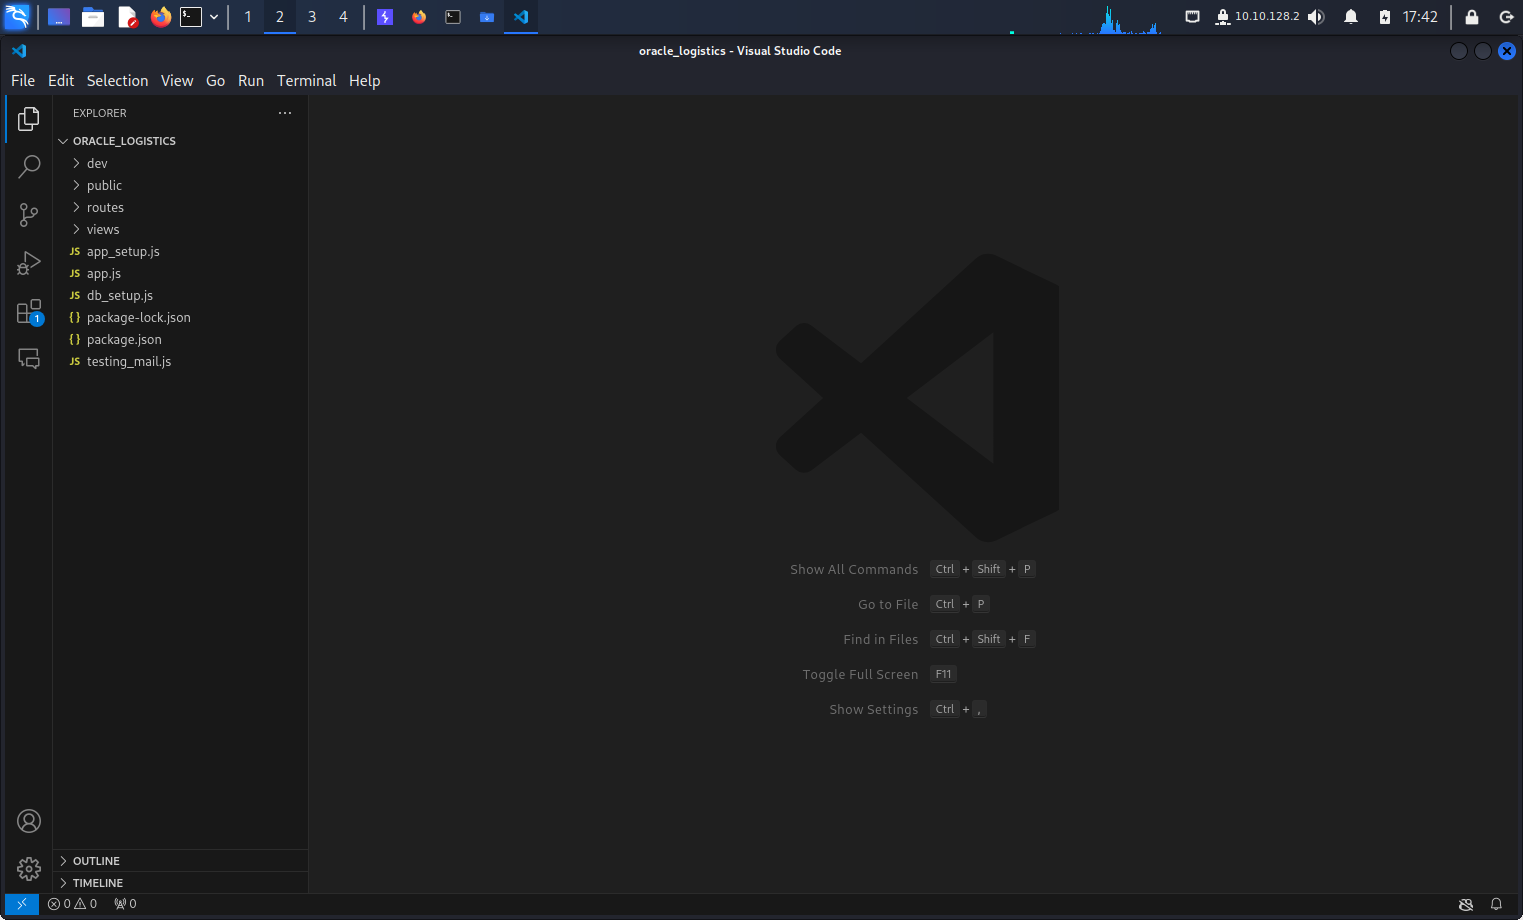 1 2 3 4 10.10.128.2 17:42
oracle_logistics - Visual Studio Code
File Edit Selection View Go Run Terminal Help
EXPLORER ...
ORACLE_LOGISTICS
dev
public
routes
views
JS app_setup.js
JS app.js
JS db_setup.js
{} package-lock.json
{} package.json
JS testing_mail.js
1
Show All Commands Ctrl + Shift + P
Go to File Ctrl + P
Find in Files Ctrl + Shift + F
Toggle Full Screen F11
Show Settings Ctrl + ,
OUTLINE
TIMELINE
0 0 0